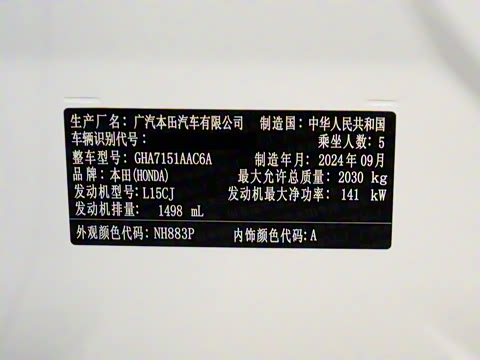 生产厂名: 广汽本田汽车有限公司 制造国: 中华人民共和国
车辆识别代号: 乘坐人数: 5
整车型号: GHA7151AAC6A 制造年月: 2024年09月
品牌: 本田(HONDA) 最大允许总质量: 2030 kg
发动机型号: L15CJ 发动机最大净功率: 141 kW
发动机排量: 1498 mL
外观颜色代码: NH883P 内饰颜色代码: A